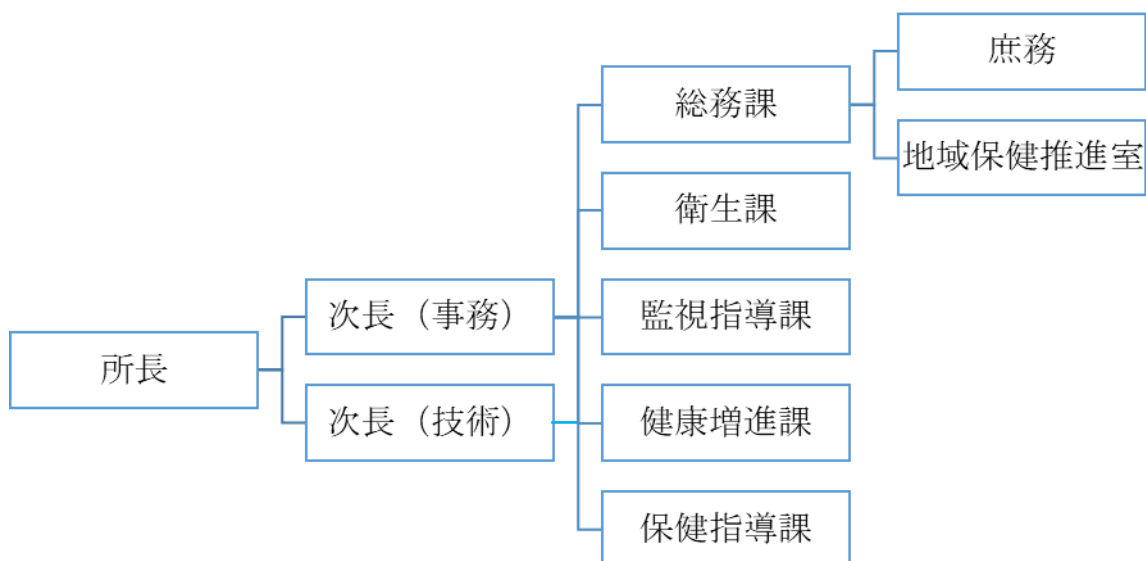 所長
次長（事務）
次長（技術）
総務課
衛生課
監視指導課
健康増進課
保健指導課
庶務
地域保健推進室